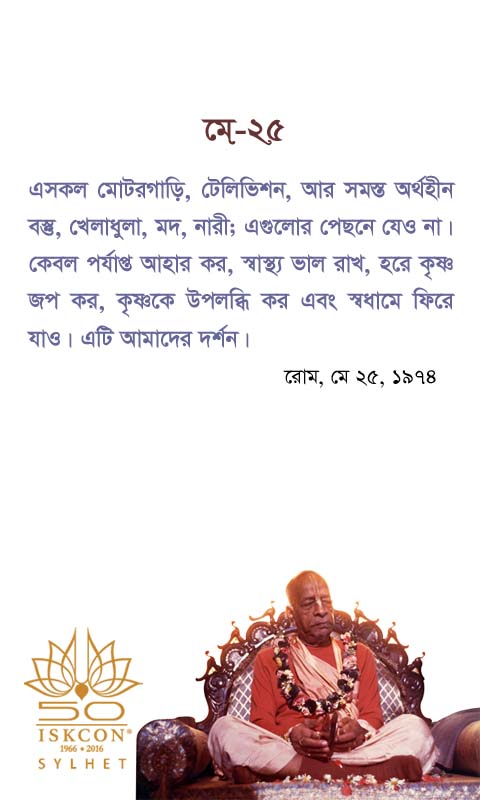 মে-২৫
এসকল মোটরগাড়ি, টেলিভিশন, আর সমস্ত অর্থহীন
বস্তু, খেলাধুলা, মদ, নারী; এগুলোর পেছনে যেও না।
কেবল পর্যাপ্ত আহার কর, স্বাস্থ্য ভাল রাখ, হরে কৃষ্ণ
জপ কর, কৃষ্ণকে উপলব্ধি কর এবং স্বধামে ফিরে
যাও। এটি আমাদের দর্শন।
রোম, মে ২৫, ১৯৭৪
50
ISKCON®
1966 • 2016
SYLHET